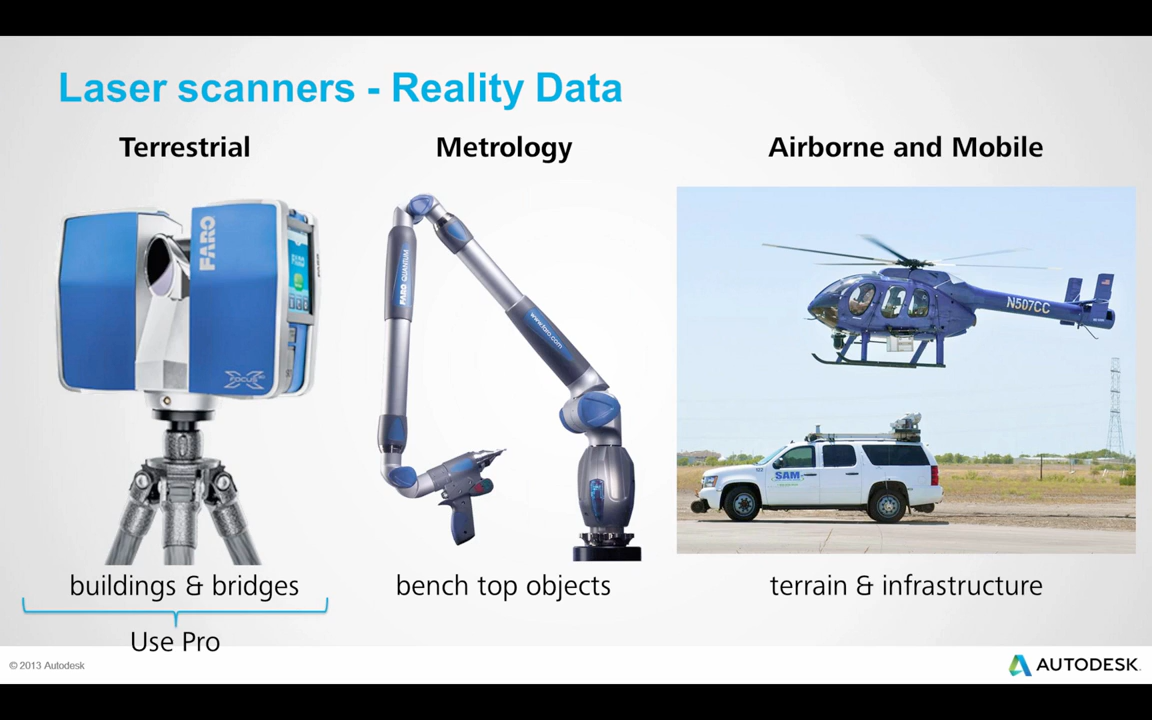 Laser scanners - Reality Data
Terrestrial
Metrology
Airborne and Mobile
FARO
FOCUS
FARO QUANTUM
www.faro.com
N507CC
SAM
buildings & bridges
bench top objects
terrain & infrastructure
Use Pro
© 2013 Autodesk
AUTODESK